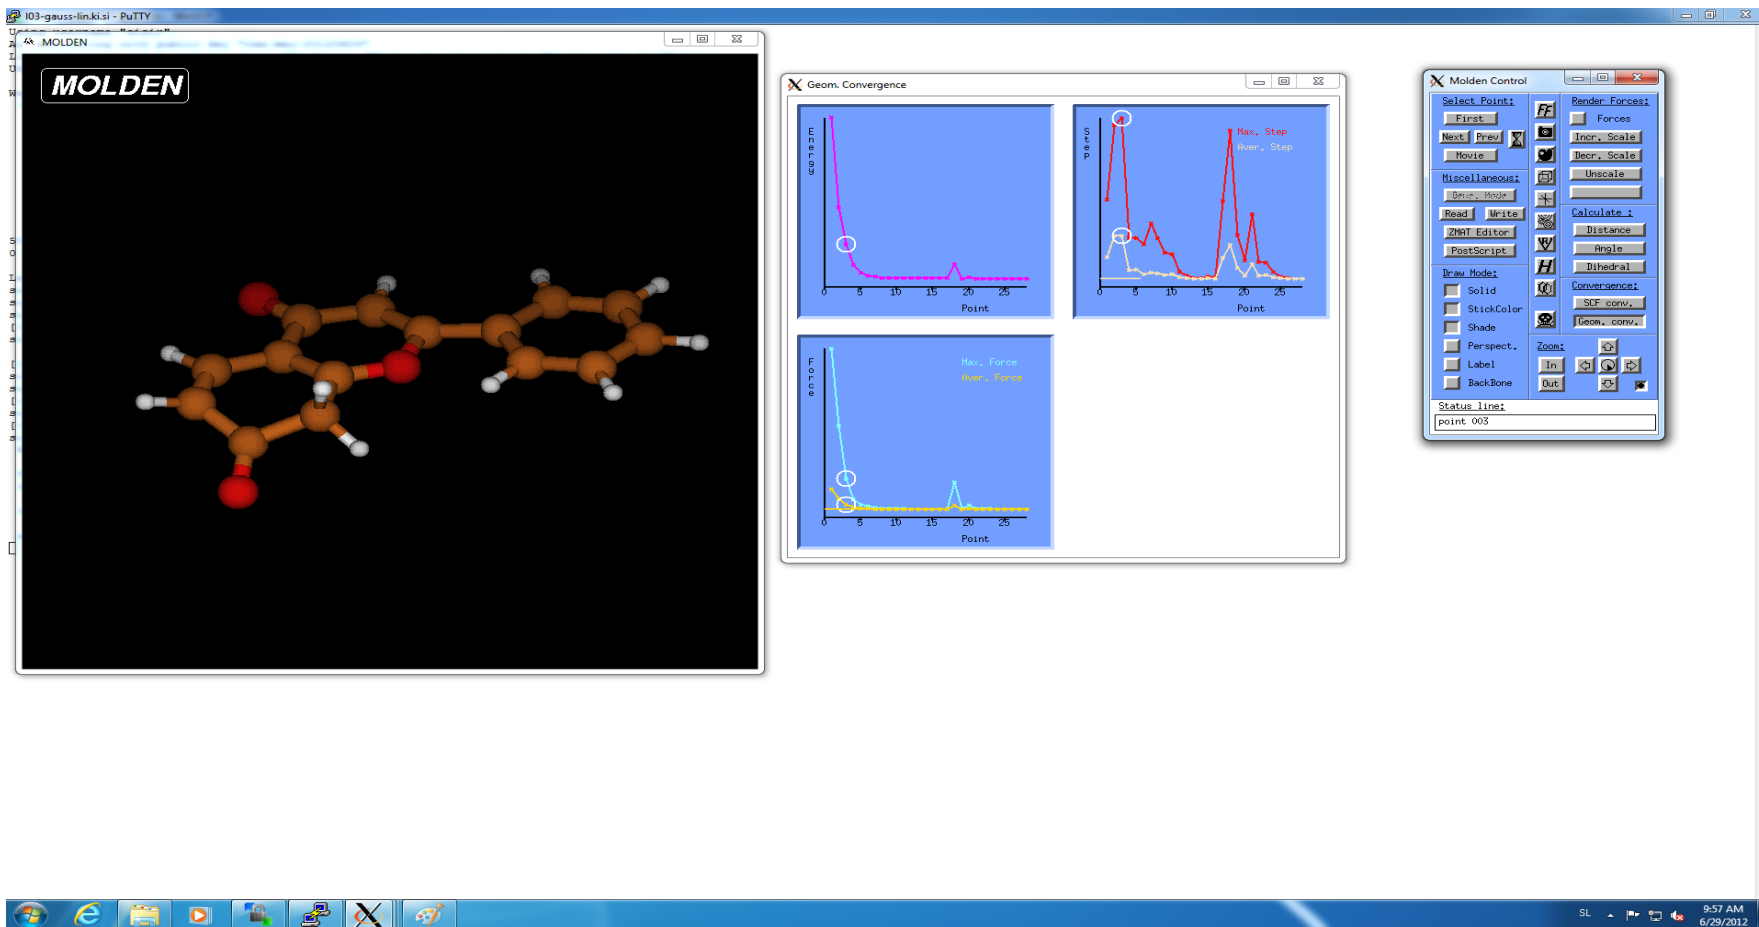 l03-gauss-lin.ki.si - PuTTY
MOLDEN
MOLDEN
Geom. Convergence
Energy
0 5 10 15 20 25
Point
Step
Max. Step
Aver. Step
0 5 10 15 20 25
Point
Force
Max. Force
Aver. Force
0 5 10 15 20 25
Point
Molden Control
Select Point:
First
Next Prev
Movie
Miscellaneous:
Read Write
ZMAT Editor
PostScript
Draw Mode:
Solid
StickColor
Shade
Perspect.
Label
BackBone
FF
H
Render Forces:
Forces
Incr. Scale
Decr. Scale
Unscale
Calculate :
Distance
Angle
Dihedral
Convergence:
SCF conv.
Geom. conv.
Zoom:
In
Out
Status line:
point 003
SL
9:57 AM
6/29/2012